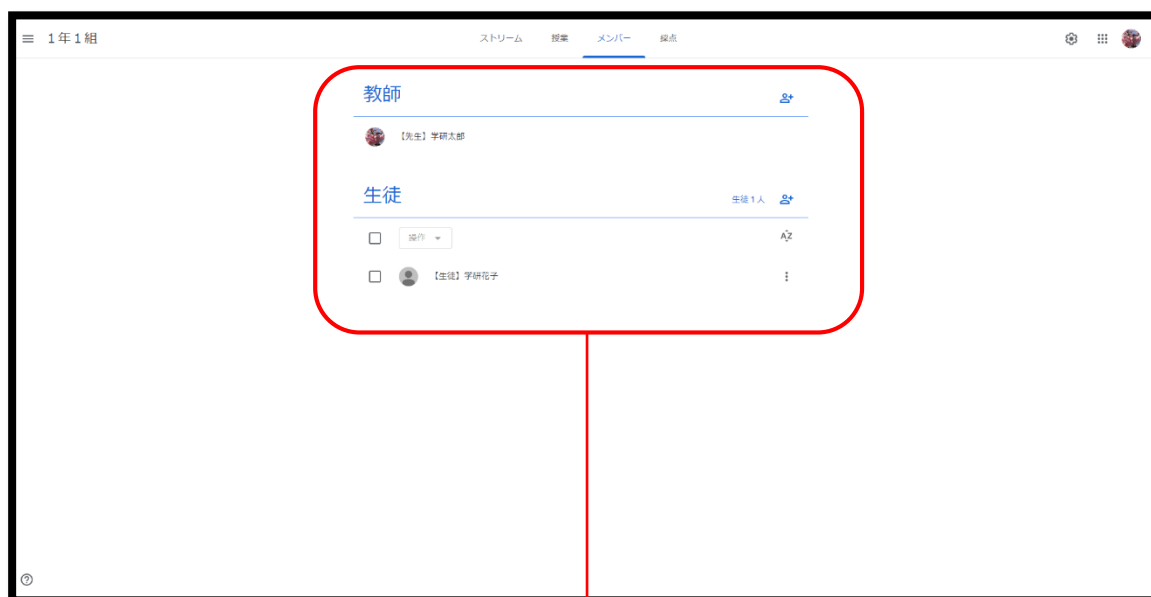 1年1組
ストリーム 授業 メンバー 採点
教師
【先生】学研太郎
生徒
生徒1人
操作
AZ
【生徒】学研花子